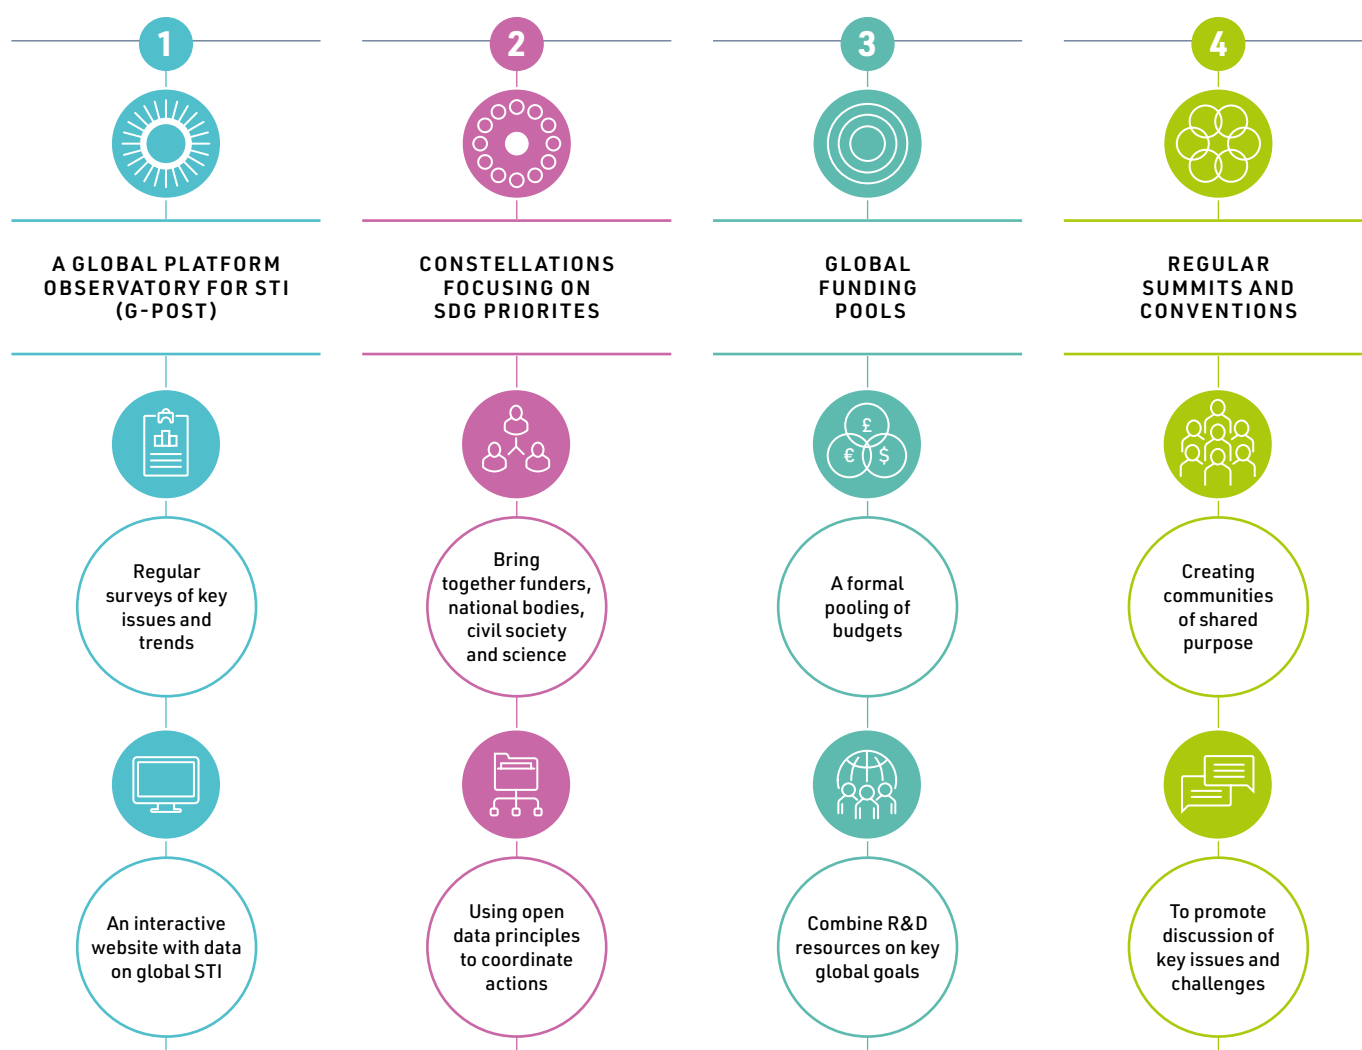 1
A GLOBAL PLATFORM
OBSERVATORY FOR STI
(G-POST)
Regular
surveys of key
issues and
trends
An interactive
website with data
on global STI
2
CONSTELLATIONS
FOCUSING ON
SDG PRIORITES
Bring
together funders,
national bodies,
civil society
and science
Using open
data principles
to coordinate
actions
3
GLOBAL
FUNDING
POOLS
£
€ $
A formal
pooling of
budgets
Combine R&D
resources on key
global goals
4
REGULAR
SUMMITS AND
CONVENTIONS
Creating
communities
of shared
purpose
To promote
discussion of
key issues and
challenges